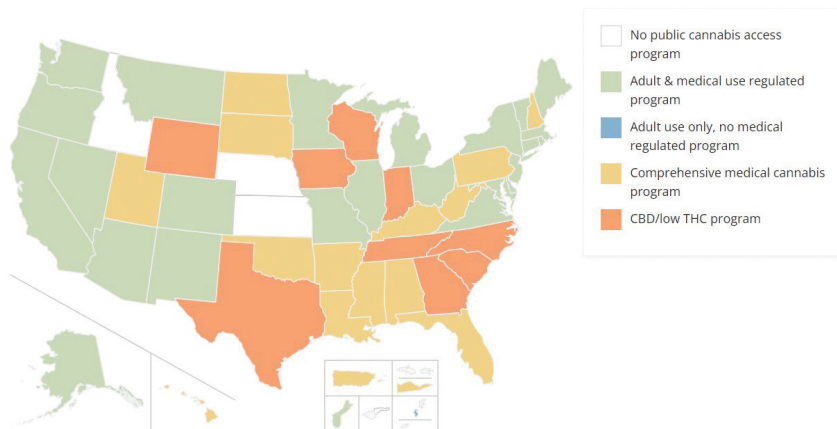 No public cannabis access
program
Adult & medical use regulated
program
Adult use only, no medical
regulated program
Comprehensive medical cannabis
program
CBD/low THC program